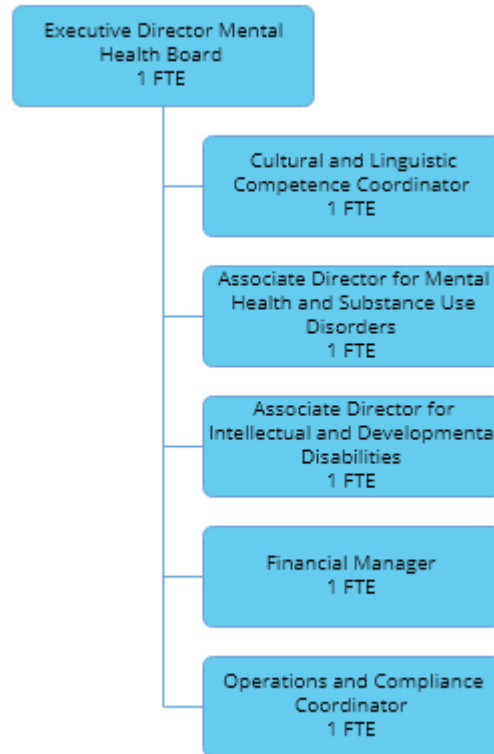 Executive Director Mental
Health Board
1 FTE
Cultural and Linguistic
Competence Coordinator
1 FTE
Associate Director for Mental
Health and Substance Use
Disorders
1 FTE
Associate Director for
Intellectual and Developmenta
Disabilities
1 FTE
Financial Manager
1 FTE
Operations and Compliance
Coordinator
1 FTE